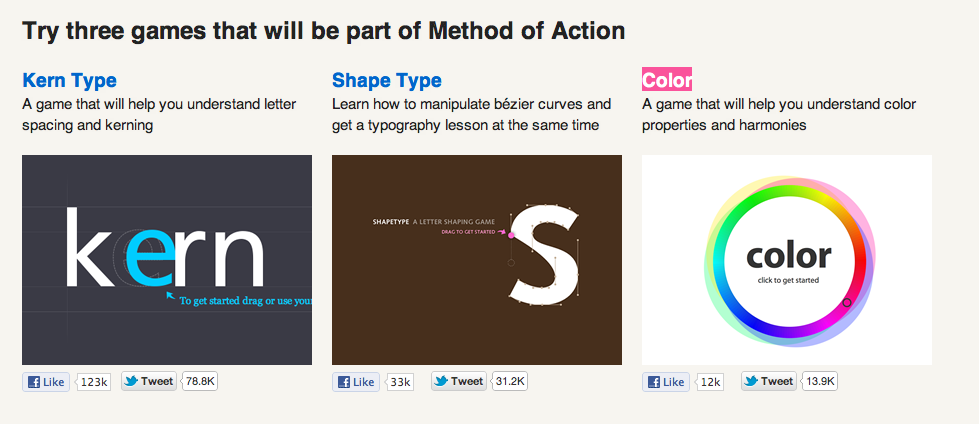 Try three games that will be part of Method of Action
Kern Type
A game that will help you understand letter
spacing and kerning
kern
To get started drag or use your
Like 123k Tweet 78.8K
Shape Type
Learn how to manipulate bézier curves and
get a typography lesson at the same time
SHAPETYPE A LETTER SHAPING GAME
DRAG TO GET STARTED
S
Like 33k Tweet 31.2K
Color
A game that will help you understand color
properties and harmonies
color
click to get started
Like 12k Tweet 13.9K